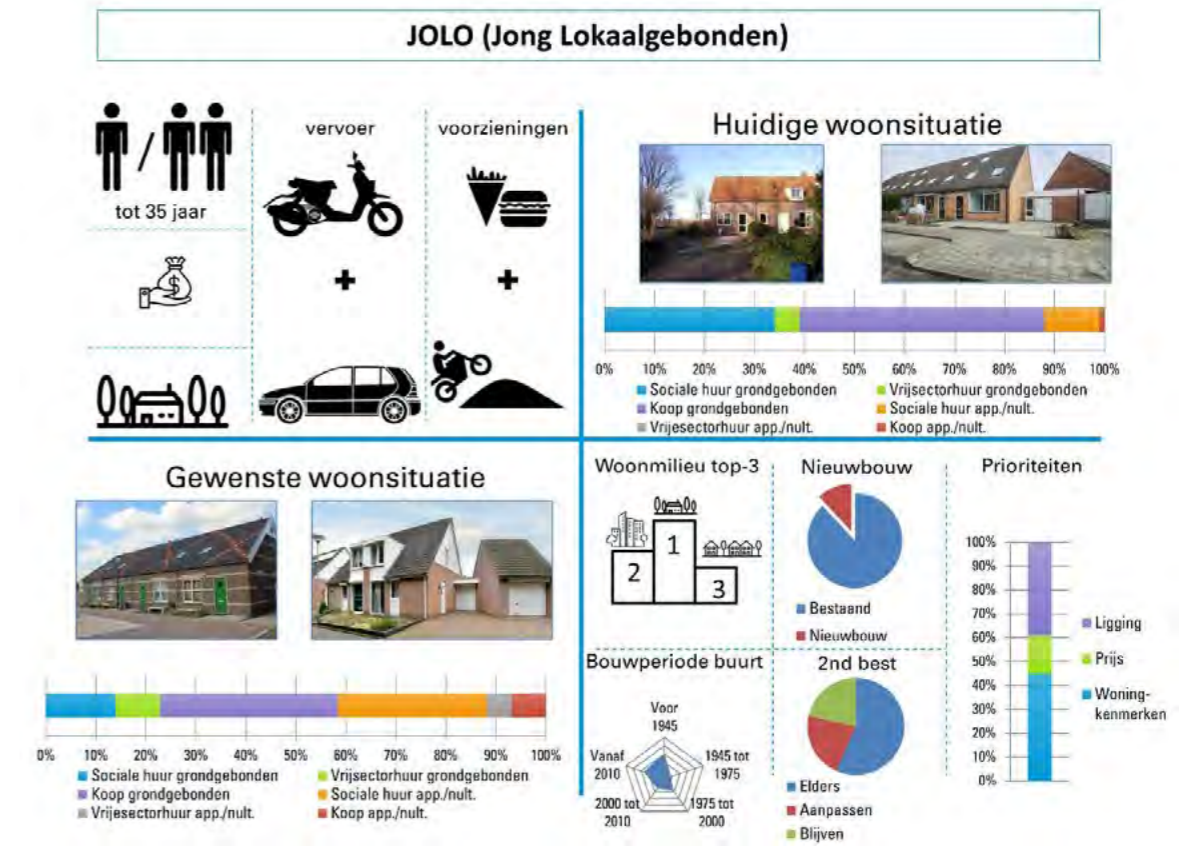 JOLO (Jong Lokaalgebonden)
tot 35 jaar
vervoer
voorzieningen
Huidige woonsituatie
0% 10% 20% 30% 40% 50% 60% 70% 80% 90% 100%
Sociale huur grondgebonden
Vrijsectorhuur grondgebonden
Koop grondgebonden
Sociale huur app./nult.
Vrijesectorhuur app./nult.
Koop app./nult.
Gewenste woonsituatie
0% 10% 20% 30% 40% 50% 60% 70% 80% 90% 100%
Sociale huur grondgebonden
Vrijsectorhuur grondgebonden
Koop grondgebonden
Sociale huur app./nult.
Vrijesectorhuur app./nult.
Koop app./nult.
Woonmilieu top-3
1
2
3
Nieuwbouw
Bestaand
Nieuwbouw
Bouwperiode buurt
Voor
1945
1945 tot
1975
1975 tot
2000
2000 tot
2010
Vanaf
2010
2nd best
Elders
Aanpassen
Blijven
Prioriteiten
100%
90%
80%
70%
60%
50%
40%
30%
20%
10%
0%
Ligging
Prijs
Woning-
kenmerken